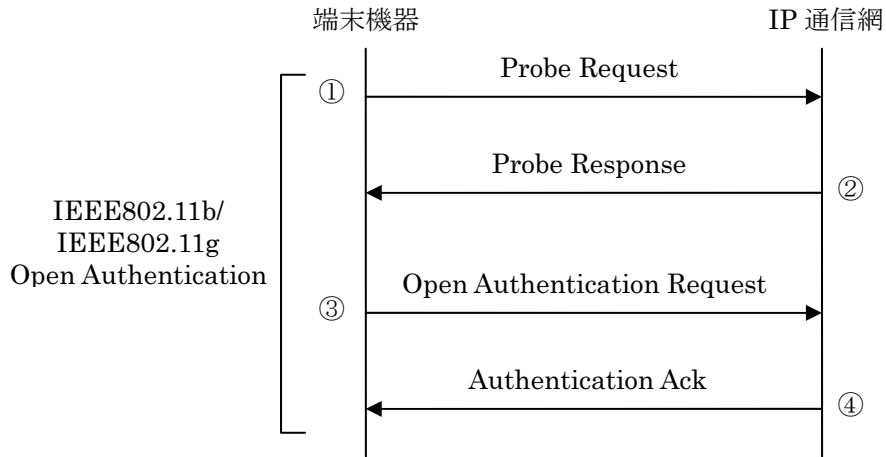 端末機器
IP 通信網
Probe Request
①
Probe Response
②
IEEE802.11b/
IEEE802.11g
Open Authentication
Open Authentication Request
③
Authentication Ack
④